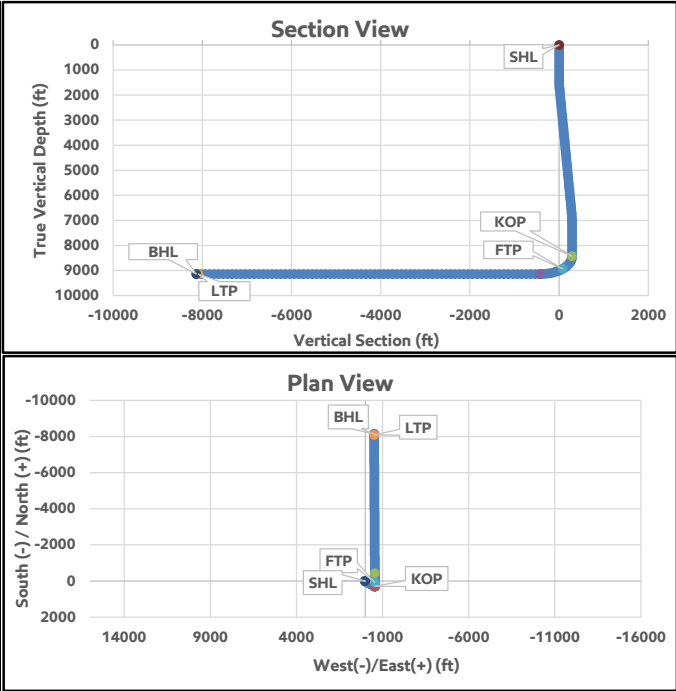 Section View
0
1000
2000
3000
4000
5000
6000
7000
8000
9000
10000
True Vertical Depth (ft)
SHL
KOP
FTP
BHL
LTP
-10000 -8000 -6000 -4000 -2000 0 2000
Vertical Section (ft)
Plan View
-10000
-8000
-6000
-4000
-2000
0
2000
South (-) / North (+) (ft)
BHL
LTP
FTP
SHL
KOP
14000 9000 4000 -1000 -6000 -11000 -16000
West(-)/East(+) (ft)